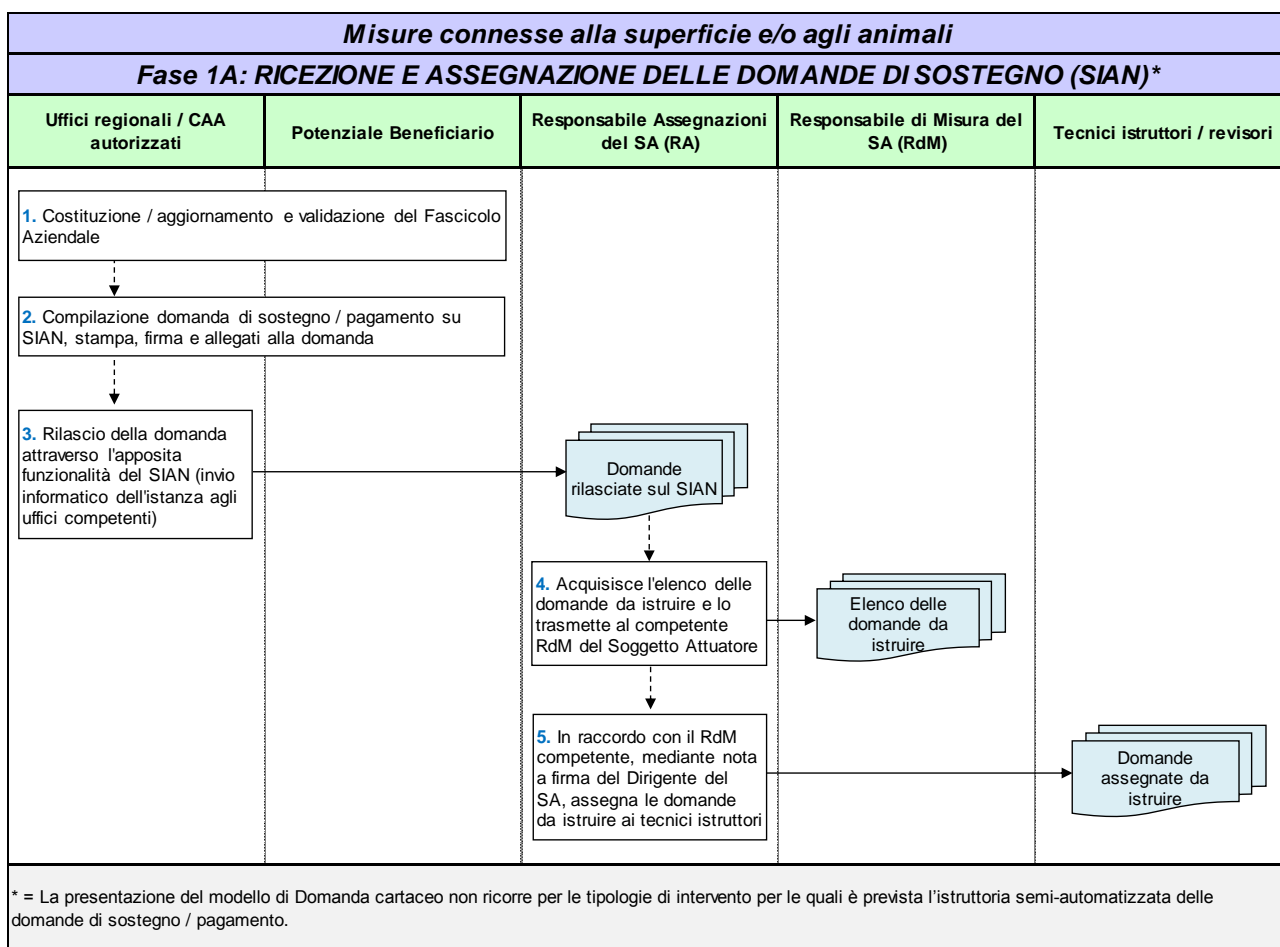 Misure connesse alla superficie e/o agli animali
Fase 1A: RICEZIONE E ASSEGNAZIONE DELLE DOMANDE DI SOSTEGNO (SIAN)*
Uffici regionali / CAA
autorizzati
Potenziale Beneficiario
Responsabile Assegnazioni
del SA (RA)
Responsabile di Misura del
SA (RdM)
Tecnici istruttori / revisori
1. Costituzione / aggiornamento e validazione del Fascicolo
Aziendale
2. Compilazione domanda di sostegno / pagamento su
SIAN, stampa, firma e allegati alla domanda
3. Rilascio della domanda
attraverso l'apposita
funzionalità del SIAN (invio
informatico dell'istanza agli
uffici competenti)
Domande
rilasciate sul SIAN
4. Acquisisce l'elenco delle
domande da istruire e lo
trasmette al competente
RdM del Soggetto Attuatore
Elenco delle
domande da
istruire
5. In raccordo con il RdM
competente, mediante nota
a firma del Dirigente del
SA, assegna le domande
da istruire ai tecnici istruttori
Domande
assegnate da
istruire
* = La presentazione del modello di Domanda cartaceo non ricorre per le tipologie di intervento per le quali è prevista l’istruttoria semi-automatizzata delle
domande di sostegno / pagamento.